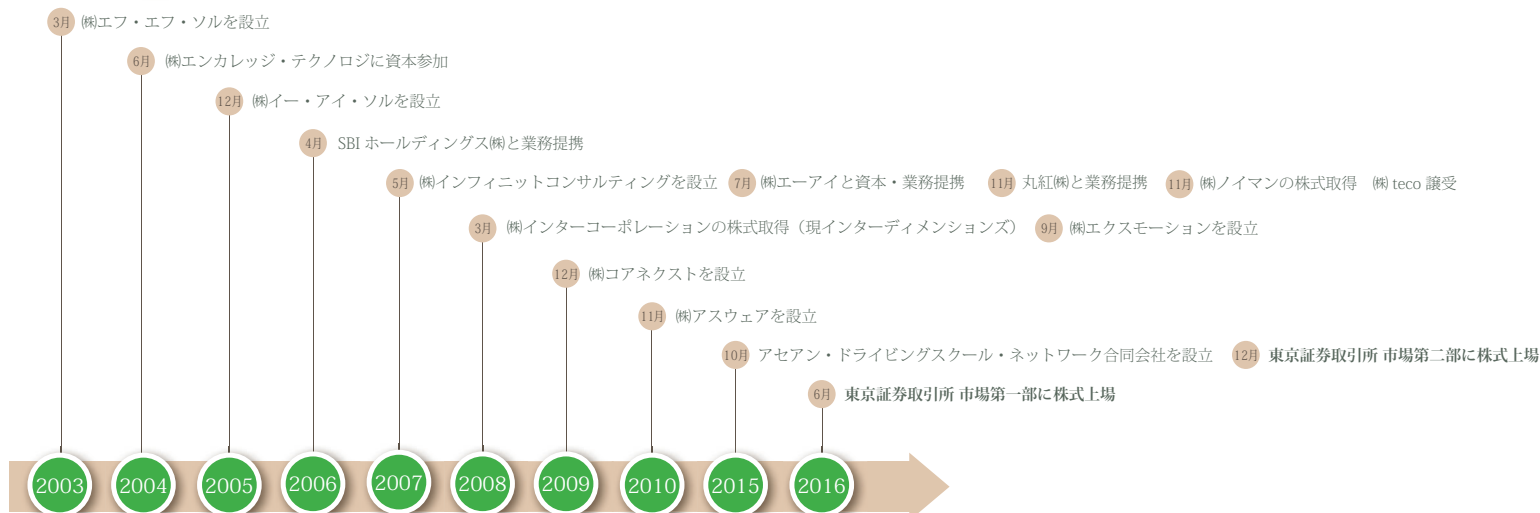 3月 ㈱エフ・エフ・ソルを設立
6月 ㈱エンカレッジ・テクノロジに資本参加
12月 ㈱イー・アイ・ソルを設立
4月 SBI ホールディングス㈱と業務提携
5月 ㈱インフィニットコンサルティングを設立 7月 ㈱エーアイと資本・業務提携 11月 丸紅㈱と業務提携 11月 ㈱ノイマンの株式取得 ㈱ teco 譲受
3月 ㈱インターコーポレーションの株式取得（現インターディメンションズ） 9月 ㈱エクスモーションを設立
12月 ㈱コアネクストを設立
11月 ㈱アスウェアを設立
10月 アセアン・ドライビングスクール・ネットワーク合同会社を設立 12月 東京証券取引所 市場第二部に株式上場
6月 東京証券取引所 市場第一部に株式上場
2003 2004 2005 2006 2007 2008 2009 2010 2015 2016